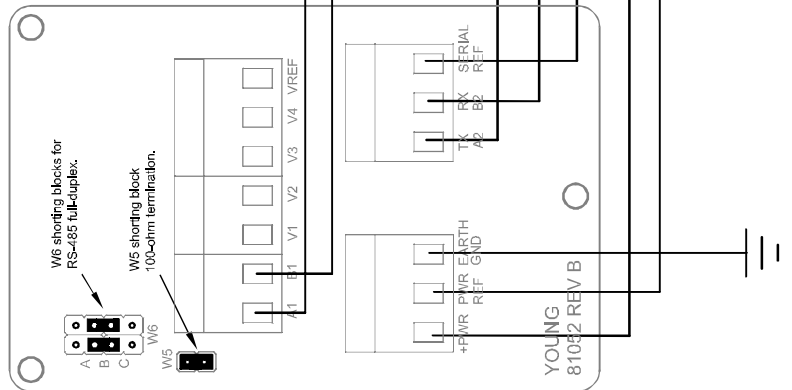 W6 shorting blocks for
RS-485 full-duplex.
W5 shorting block
100-ohm termination.
VREF
V4
V3
V2
V1
B1
A1
SERIAL
REF
RX
B2
TX
A2
EARTH
GND
PWR
REF
+PWR
YOUNG
81052 REV B
W6
A
B
C
W5